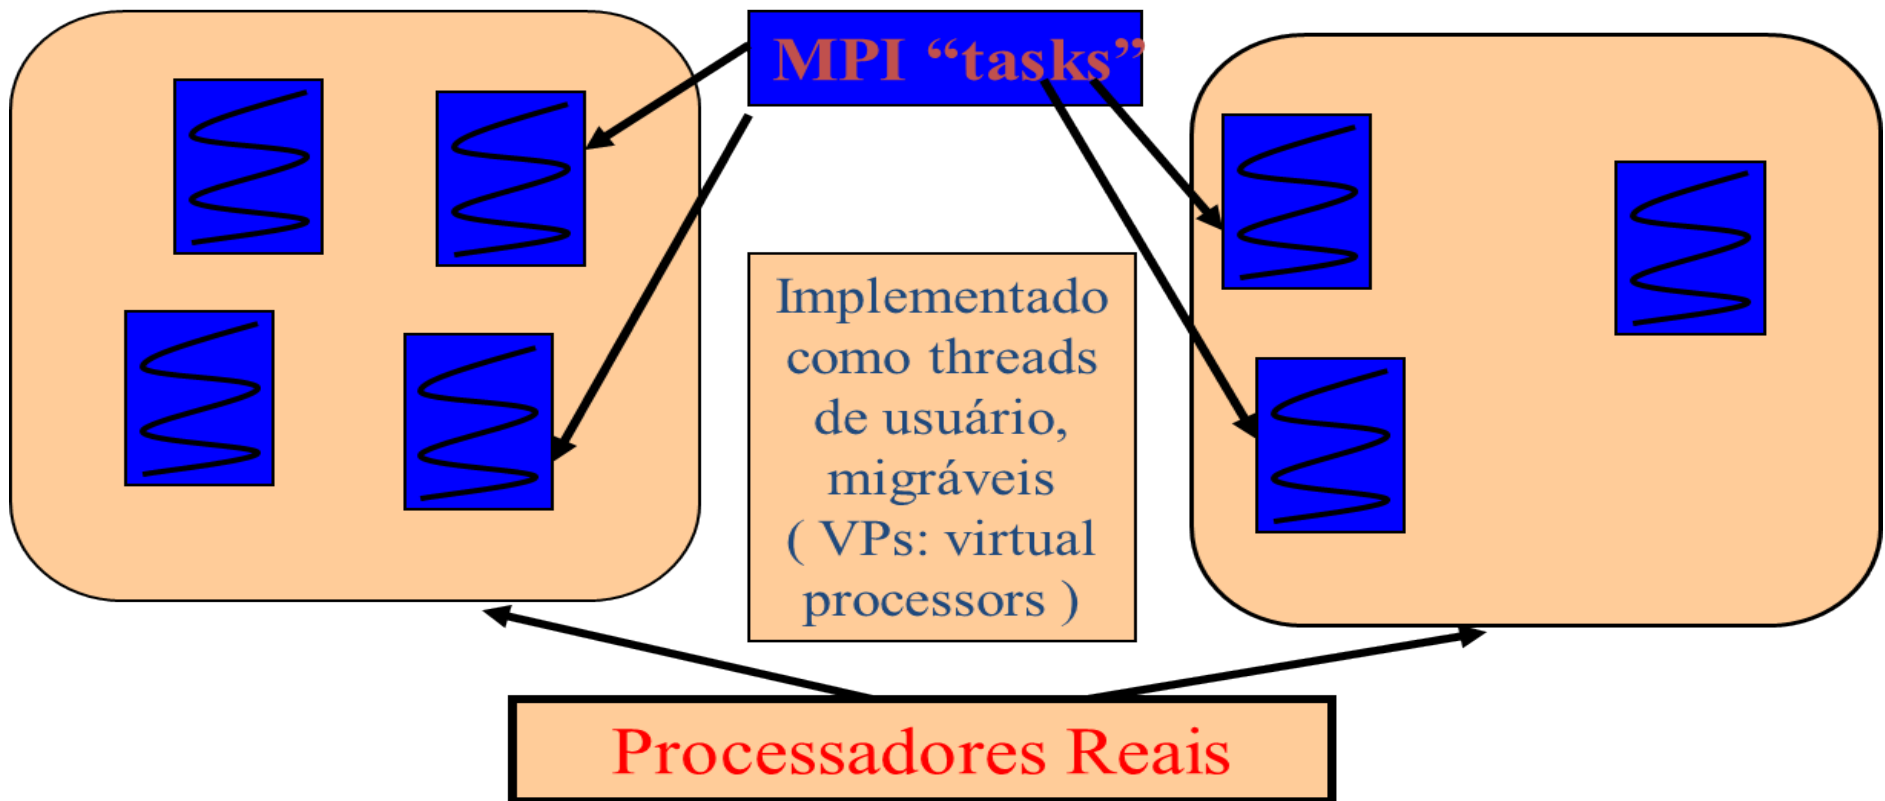 MPI “tasks”
Implementado
como threads
de usuário,
migráveis
( VPs: virtual
processors )
Processadores Reais